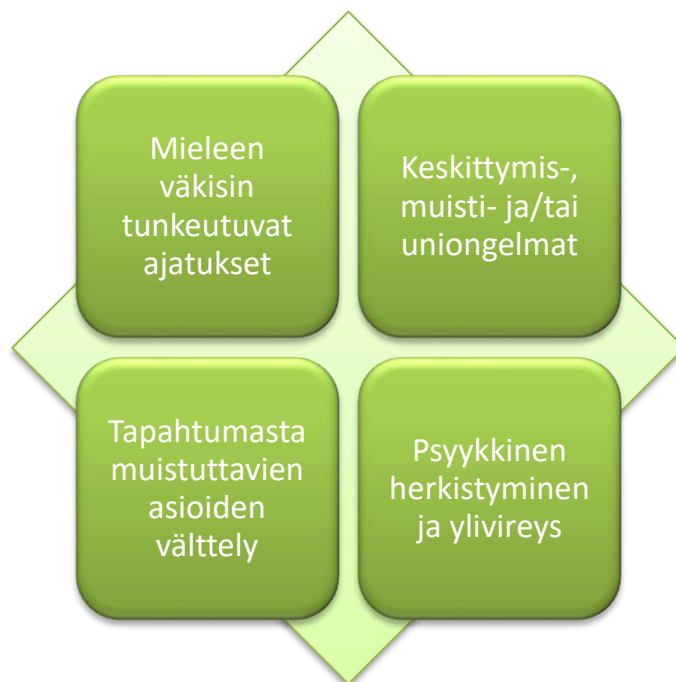 Mieleen
väkisin
tunkeutuvat
ajatukset
Keskittymis-,
muisti- ja/tai
uniongelmat
Tapahtumasta
muistuttavien
asioiden
välttely
Psyykkinen
herkistyminen
ja ylivireys